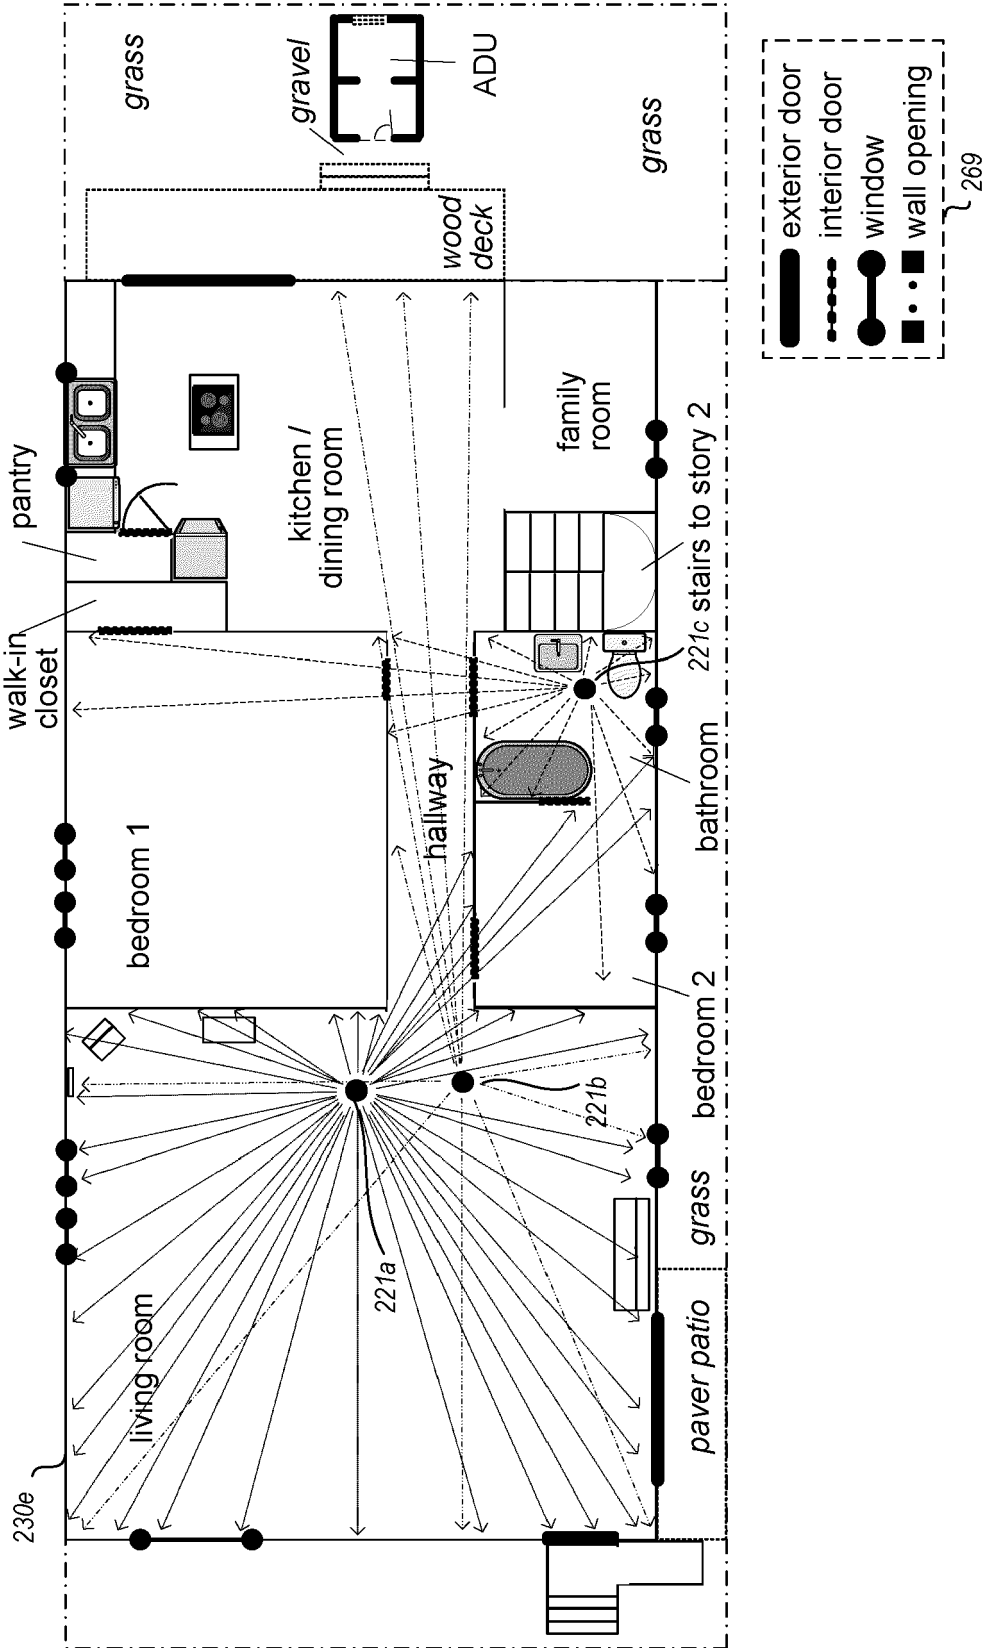 grass
gravel
ADU
grass
wood
deck
pantry
walk-in
closet
kitchen /
dining room
family
room
221c
stairs to story 2
bedroom 1
hallway
bathroom
bedroom 2
221b
221a
living room
grass
paver patio
230e
exterior door
interior door
window
wall opening
269